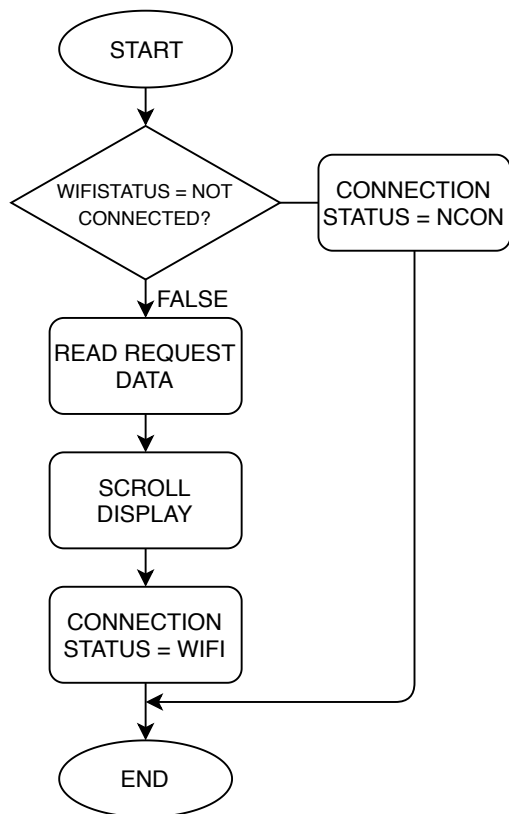 START
WIFISTATUS = NOT
CONNECTED?
CONNECTION
STATUS = NCON
FALSE
READ REQUEST
DATA
SCROLL
DISPLAY
CONNECTION
STATUS = WIFI
END